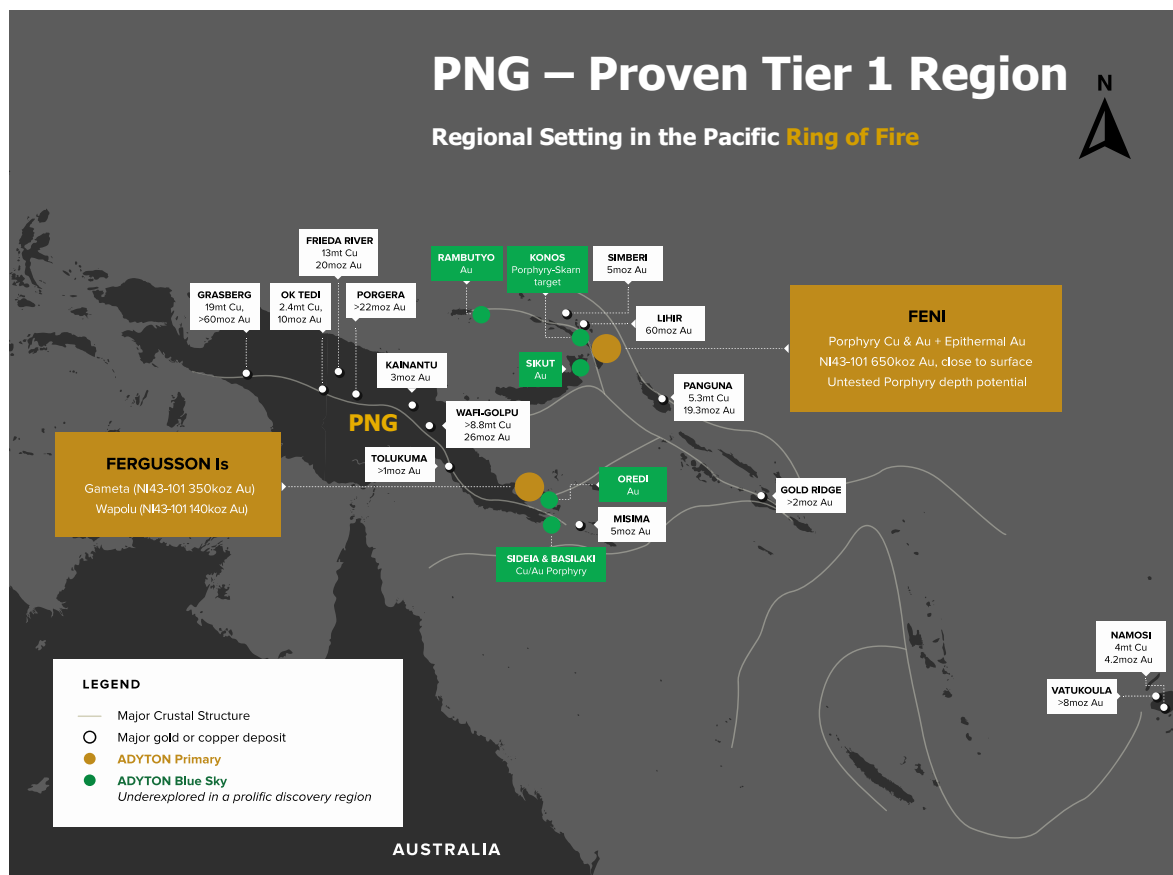 PNG – Proven Tier 1 Region
N
Regional Setting in the Pacific Ring of Fire
FRIEDA RIVER
13mt Cu
20moz Au
RAMBUTYO
Au
KONOS
Porphyry-Skarn
target
SIMBERI
5moz Au
GRASBERG
19mt Cu,
>60moz Au
OK TEDI
2.4mt Cu,
10moz Au
PORGERA
>22moz Au
LIHIR
60moz Au
FENI
Porphyry Cu & Au + Epithermal Au
NI43-101 650koz Au, close to surface
Untested Porphyry depth potential
KAINANTU
3moz Au
SIKUT
Au
PANGUNA
5.3mt Cu
19.3moz Au
PNG
WAFI-GOLPU
>8.8mt Cu
26moz Au
FERGUSSON Is
Gameta (NI43-101 350koz Au)
Wapolu (NI43-101 140koz Au)
TOLUKUMA
>1moz Au
OREDI
Au
GOLD RIDGE
>2moz Au
MISIMA
5moz Au
SIDEIA & BASILAKI
Cu/Au Porphyry
NAMOSI
4mt Cu
4.2moz Au
VATUKOULA
>8moz Au
LEGEND
Major Crustal Structure
Major gold or copper deposit
ADYTON Primary
ADYTON Blue Sky
Underexplored in a prolific discovery region
AUSTRALIA